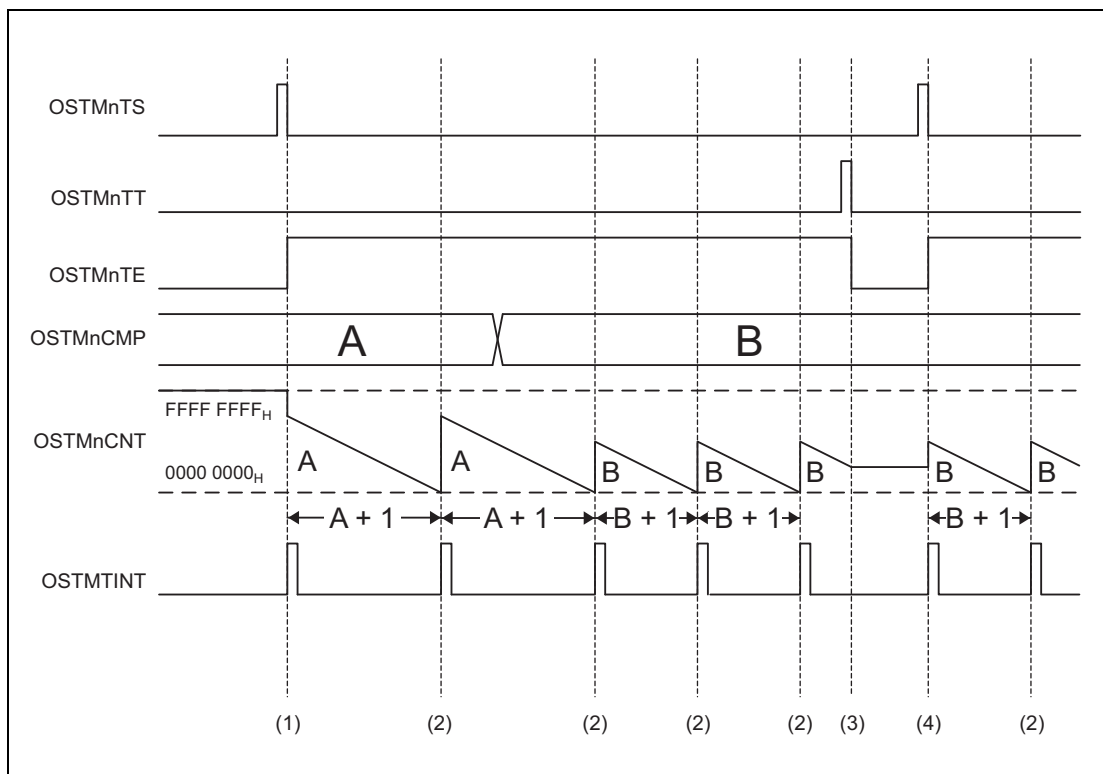 OSTMnTS
OSTMnTT
OSTMnTE
OSTMnCMP
A
B
FFFF FFFFH
OSTMnCNT
0000 0000H
A
A
B
B
B
B
B
A + 1
A + 1
B + 1
B + 1
B + 1
OSTMTINT
(1)
(2)
(2)
(2)
(2)
(3)
(4)
(2)